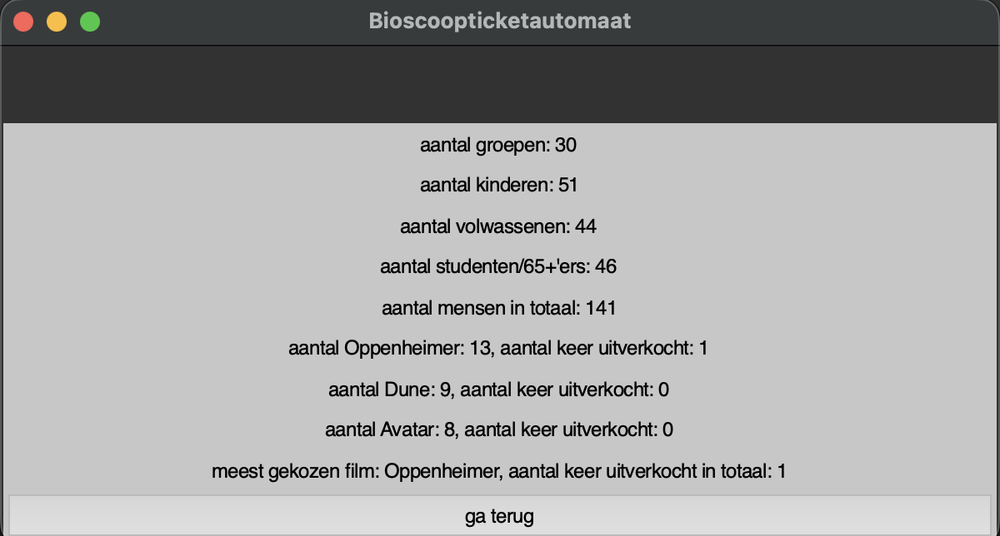 Bioscoopticketautomaat
aantal groepen: 30
aantal kinderen: 51
aantal volwassenen: 44
aantal studenten/65+'ers: 46
aantal mensen in totaal: 141
aantal Oppenheimer: 13, aantal keer uitverkocht: 1
aantal Dune: 9, aantal keer uitverkocht: 0
aantal Avatar: 8, aantal keer uitverkocht: 0
meest gekozen film: Oppenheimer, aantal keer uitverkocht in totaal: 1
ga terug